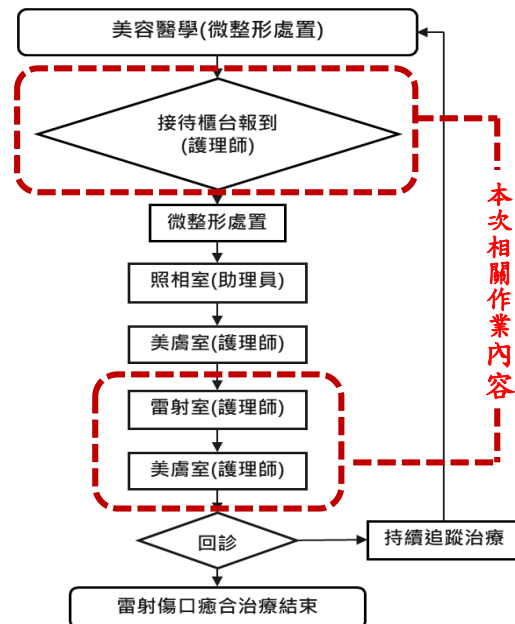 美容醫學(微整形處置)
接待櫃台報到
(護理師)
微整形處置
照相室(助理員)
美膚室(護理師)
雷射室(護理師)
美膚室(護理師)
回診
持續追蹤治療
雷射傷口癒合治療結束
本次相關作業內容